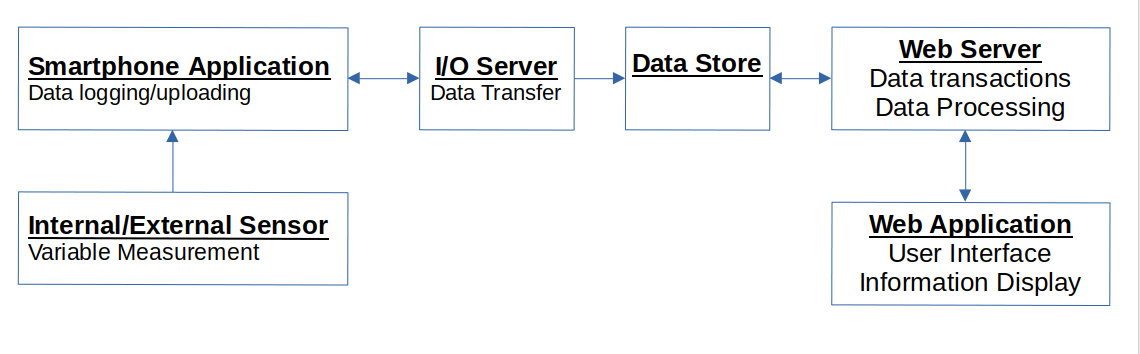 Smartphone Application
Data logging/uploading
I/O Server
Data Transfer
Data Store
Web Server
Data transactions
Data Processing
Internal/External Sensor
Variable Measurement
Web Application
User Interface
Information Display